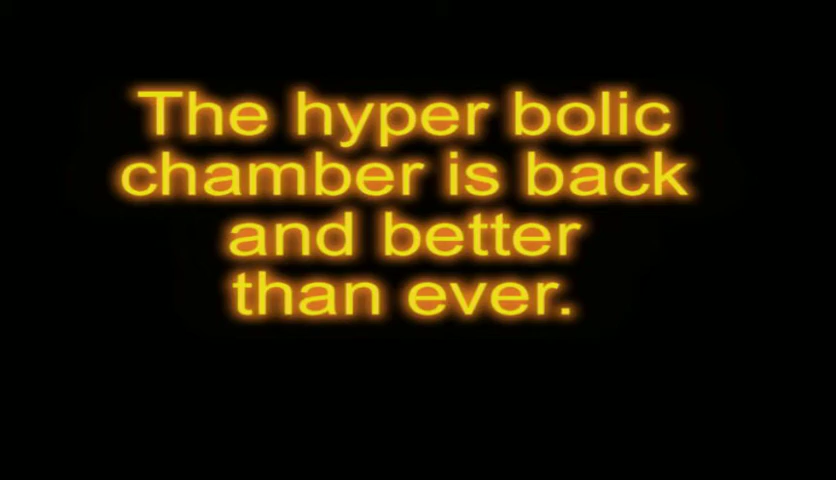 The hyper bolic
chamber is back
and better
than ever.